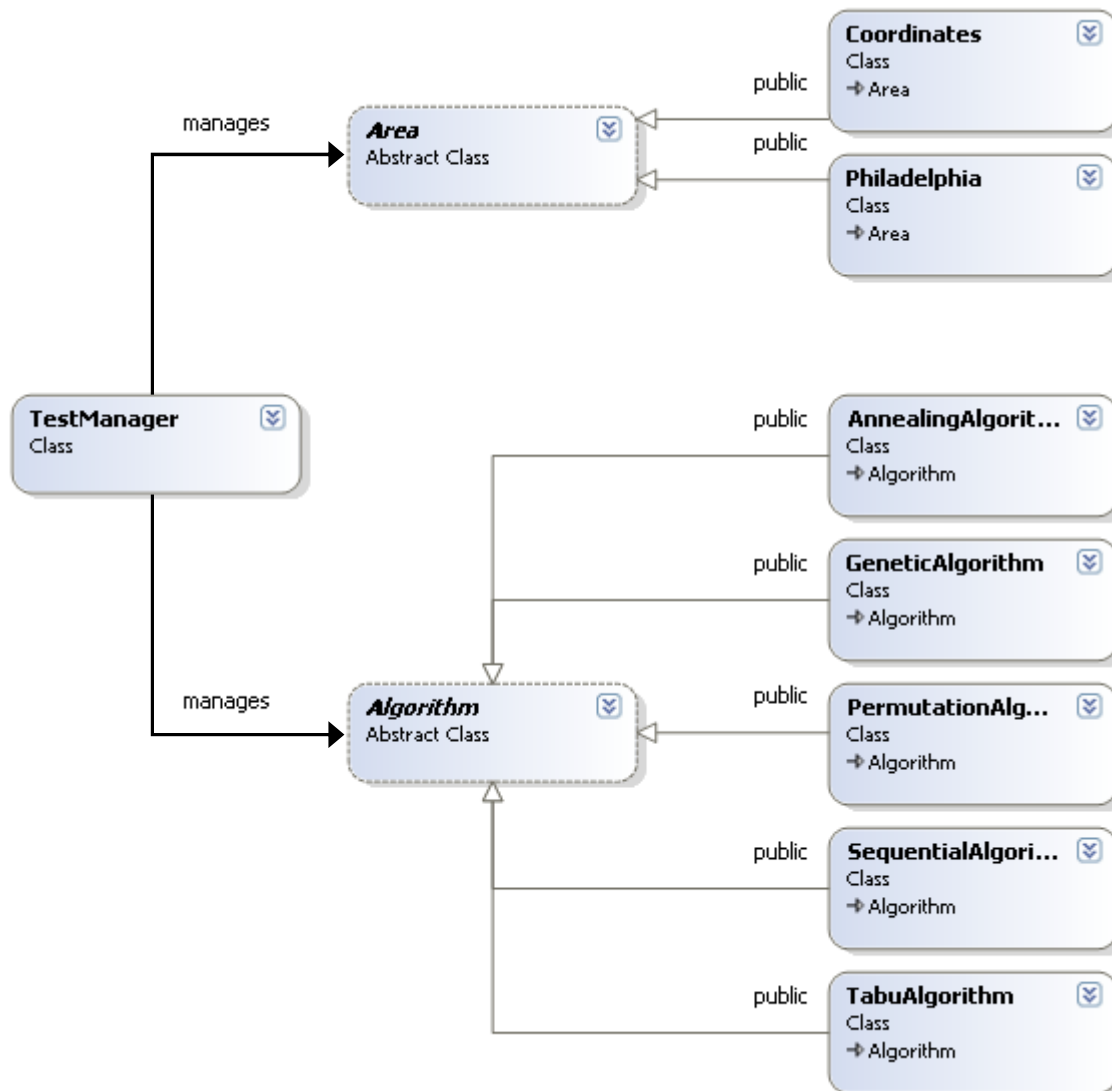 Coordinates
Class
Area
public
manages
Area
Abstract Class
public
Philadelphia
Class
Area
TestManager
Class
public
AnnealingAlgorit...
Class
Algorithm
public
GeneticAlgorithm
Class
Algorithm
manages
Algorithm
Abstract Class
public
PermutationAlg...
Class
Algorithm
public
SequentialAlgori...
Class
Algorithm
public
TabuAlgorithm
Class
Algorithm